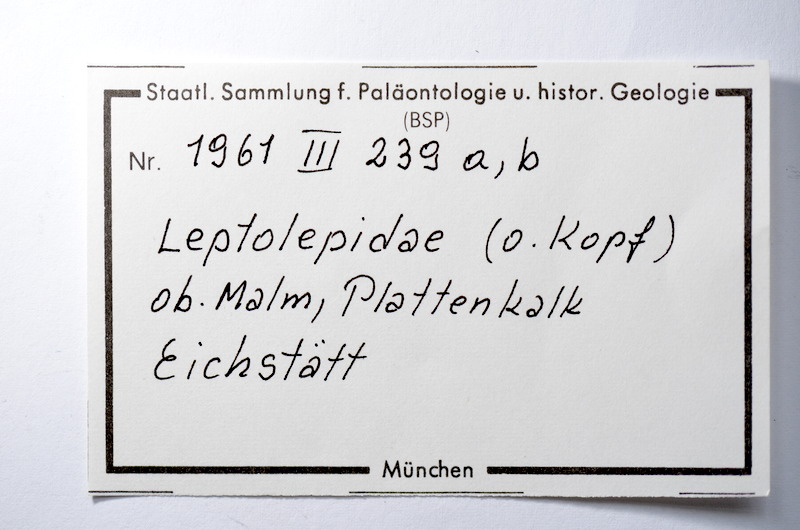 Staatl. Sammlung f. Paläontologie u. histor. Geologie
(BSP)
Nr. 1961 III 239 a, b
Leptolepidae (o. Kopf)
ob. Malm, Plattenkalk
Eichstätt
München